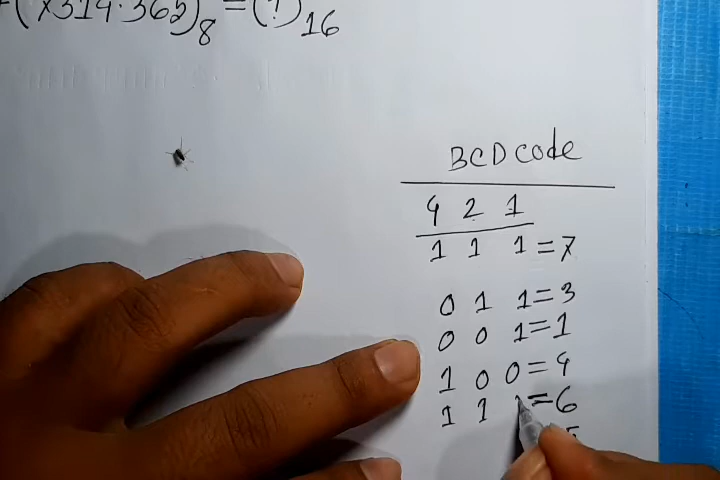 (7314.365)8 = (?)16
BCD code
4 2 1
1 1 1 = 7
0 1 1 = 3
0 0 1 = 1
1 0 0 = 4
1 1 = 6